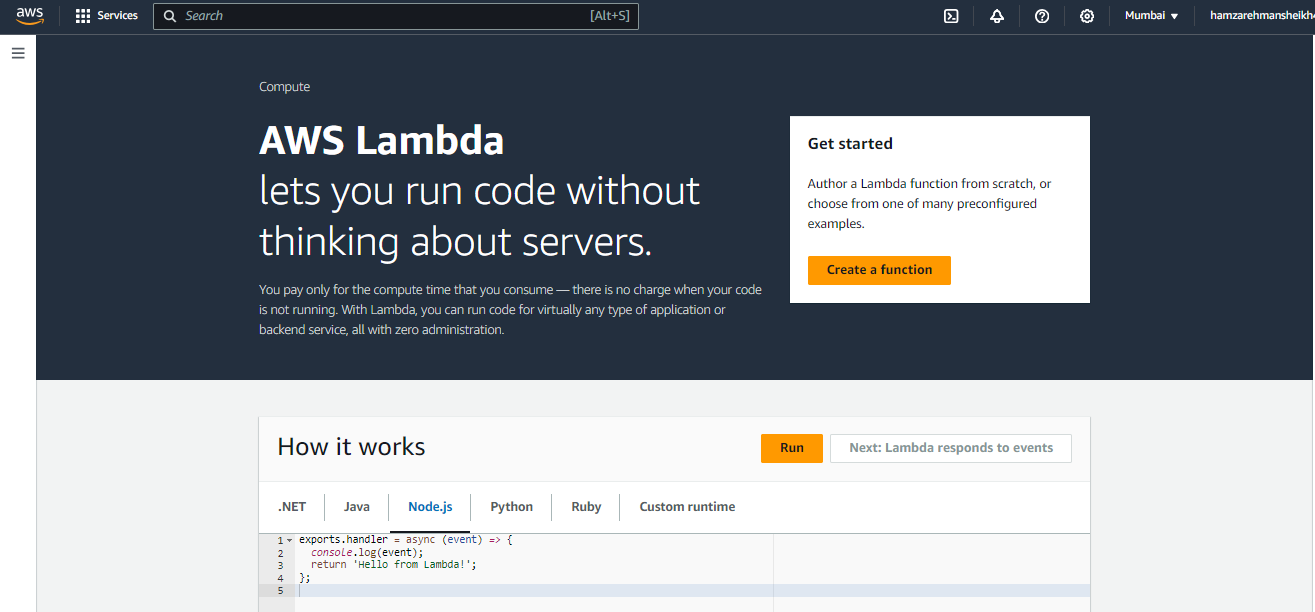 aws
Services
Search
[Alt+S]
Mumbai
hamzarehmansheikh
Compute
AWS Lambda
lets you run code without
thinking about servers.
You pay only for the compute time that you consume — there is no charge when your code
is not running. With Lambda, you can run code for virtually any type of application or
backend service, all with zero administration.
Get started
Author a Lambda function from scratch, or
choose from one of many preconfigured
examples.
Create a function
How it works
Run
Next: Lambda responds to events
.NET
Java
Node.js
Python
Ruby
Custom runtime
1 exports.handler = async (event) => {
2 console.log(event);
3 return 'Hello from Lambda!';
4 };
5